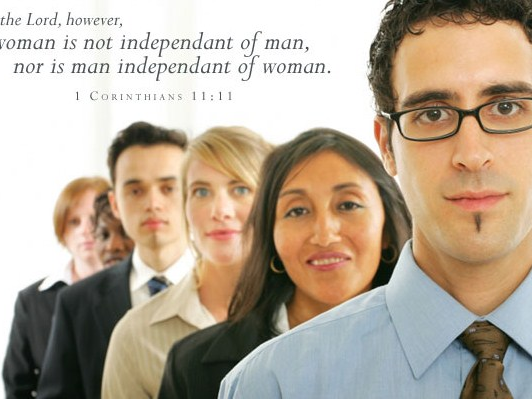 the Lord, however,
woman is not independant of man,
nor is man independant of woman.
1 Corinthians 11:11